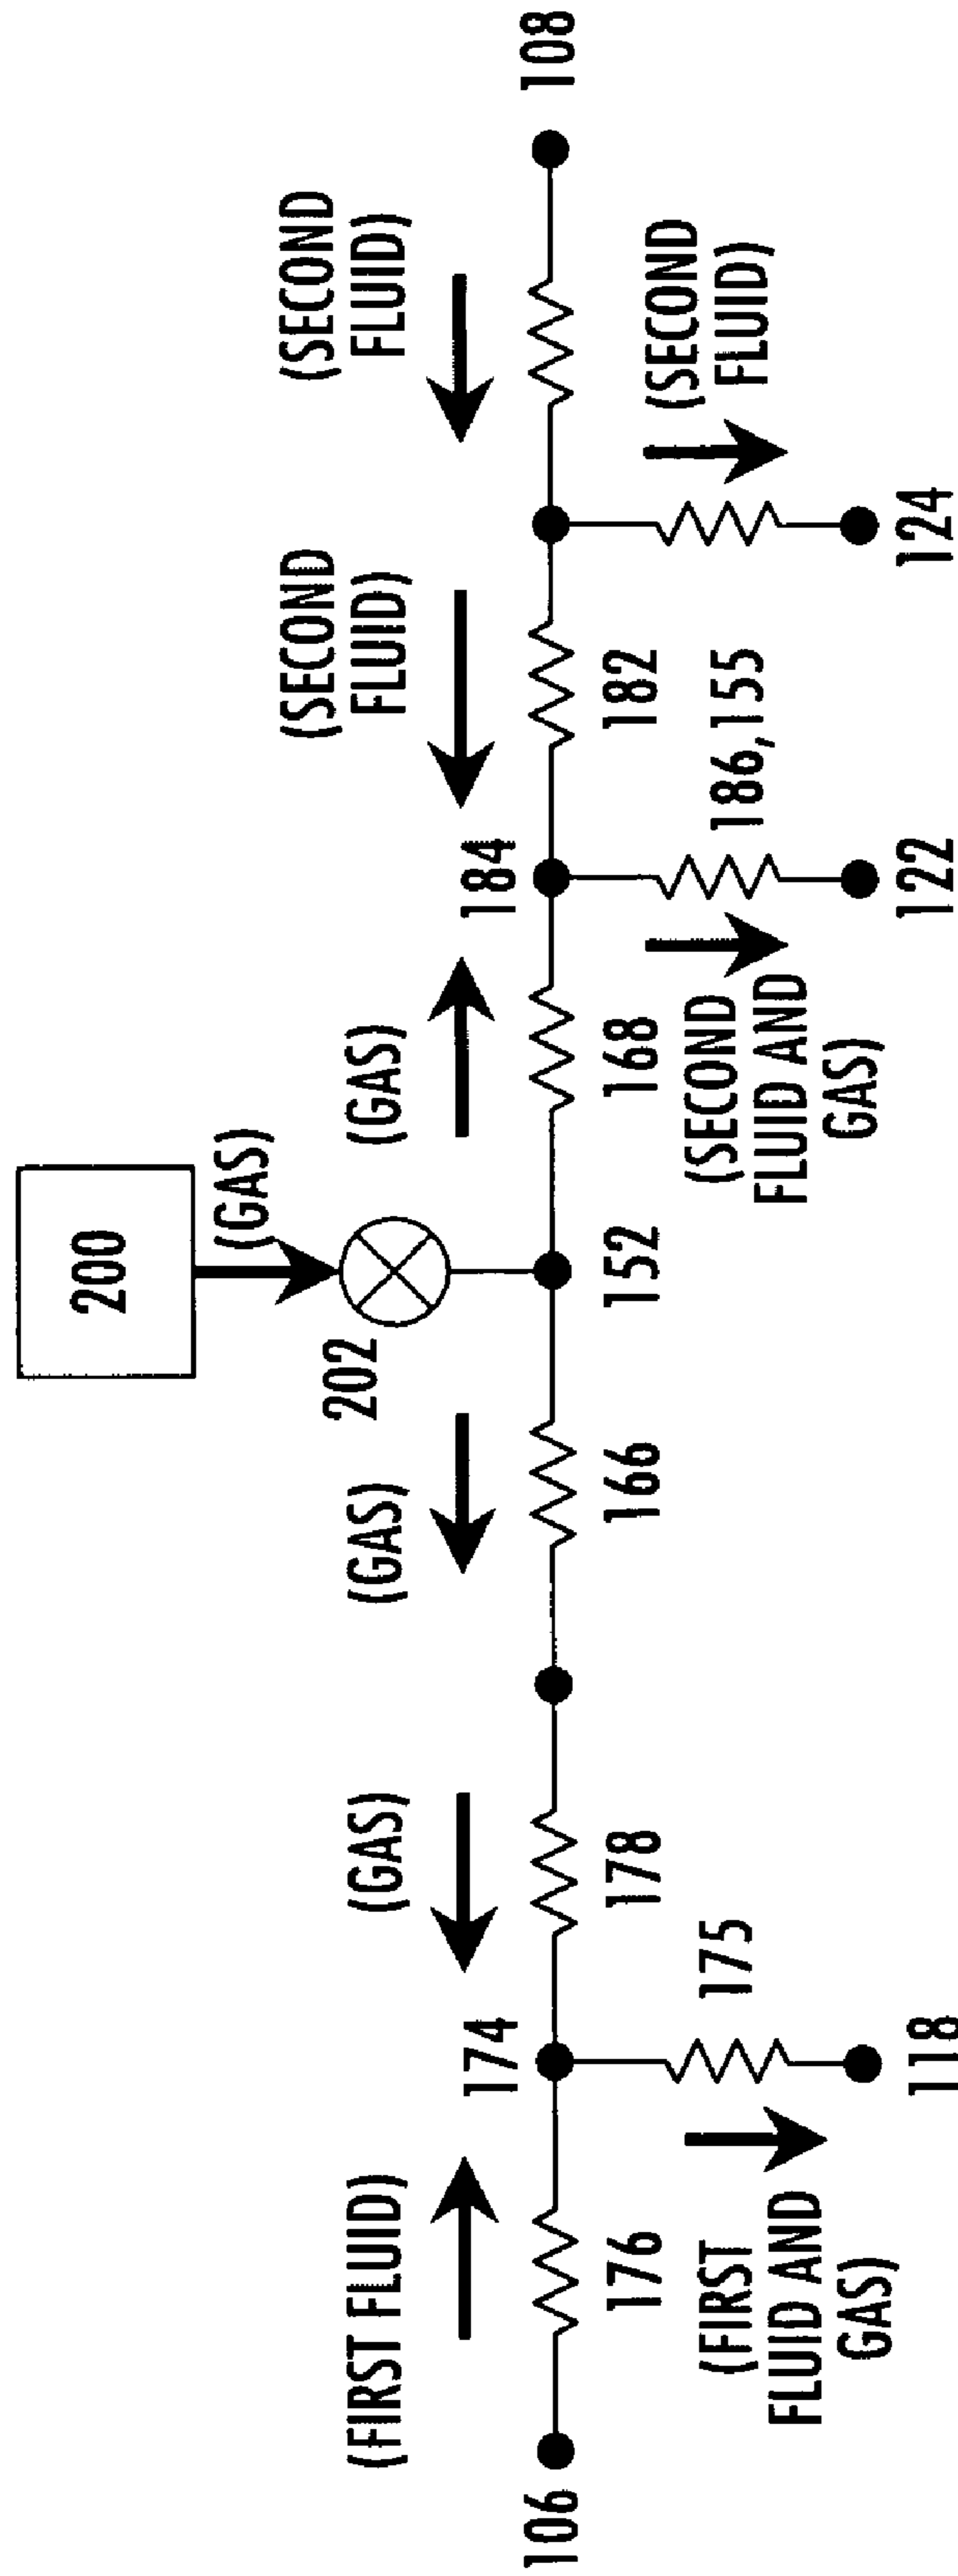 200
(GAS)
202
(FIRST FLUID)
(GAS)
(GAS)
(GAS)
(SECOND
FLUID)
(SECOND
FLUID)
106
176
174
178
166
152
168
184
182
108
(FIRST
FLUID AND
GAS)
175
118
(SECOND
FLUID AND
GAS)
186,155
122
(SECOND
FLUID)
124